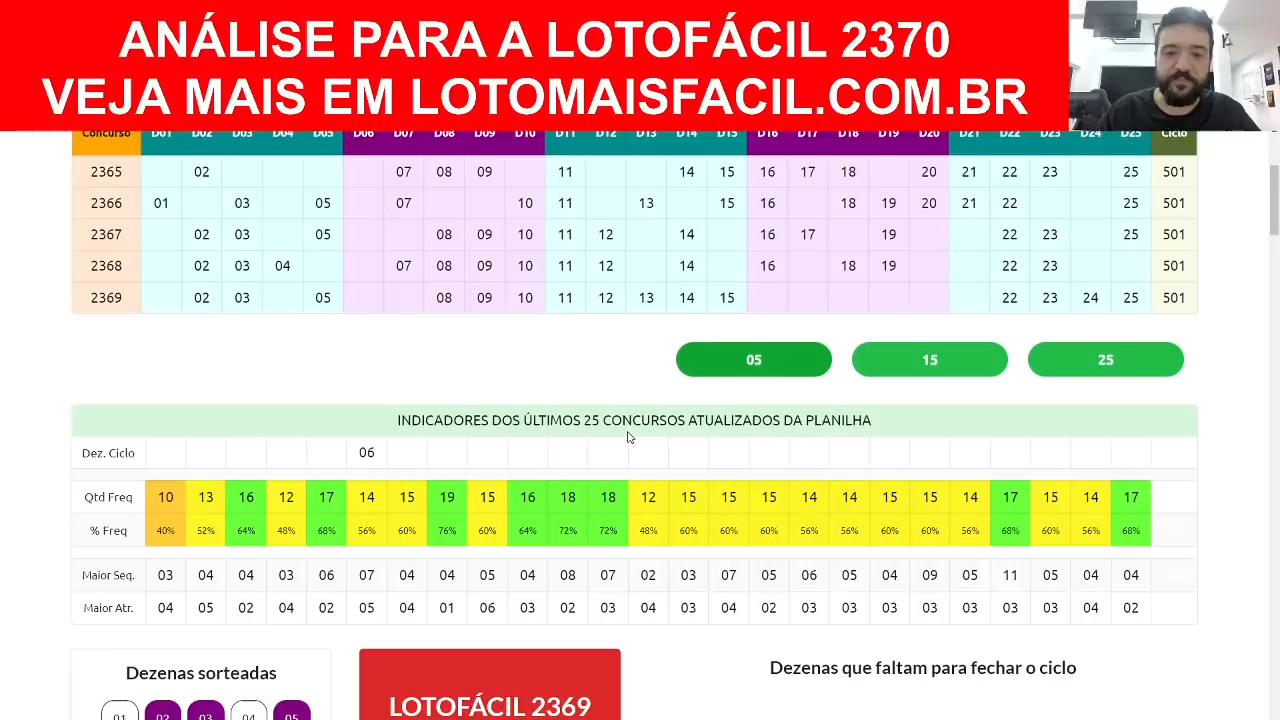 ANÁLISE PARA A LOTOFÁCIL 2370
VEJA MAIS EM LOTOMAISFACIL.COM.BR
Concurso D01 D02 D03 D04 D05 D06 D07 D08 D09 D10 D11 D12 D13 D14 D15 D16 D17 D18 D19 D20 D21 D22 D23 D24 D25 Ciclo
2365 02 07 08 09 11 14 15 16 17 18 20 21 22 23 25 501
2366 01 03 05 07 10 11 13 15 16 18 19 20 21 22 25 501
2367 02 03 05 08 09 10 11 12 14 16 17 19 22 23 25 501
2368 02 03 04 07 08 09 10 11 12 14 16 18 19 22 23 501
2369 02 03 05 08 09 10 11 12 13 14 15 22 23 24 25 501
05 15 25
INDICADORES DOS ÚLTIMOS 25 CONCURSOS ATUALIZADOS DA PLANILHA
Dez. Ciclo 06
Qtd Freq 10 13 16 12 17 14 15 19 15 16 18 18 12 15 15 15 14 14 15 15 14 17 15 14 17
% Freq 40% 52% 64% 48% 68% 56% 60% 76% 60% 64% 72% 72% 48% 60% 60% 60% 56% 56% 60% 60% 56% 68% 60% 56% 68%
Maior Seq. 03 04 04 03 06 07 04 04 05 04 08 07 02 03 07 05 06 05 04 09 05 11 05 04 04
Maior Atr. 04 05 02 04 02 05 04 01 06 03 02 03 04 03 04 02 03 03 03 03 03 03 03 04 02
Dezenas sorteadas
LOTOFÁCIL 2369
Dezenas que faltam para fechar o ciclo
01 02 03 04 05